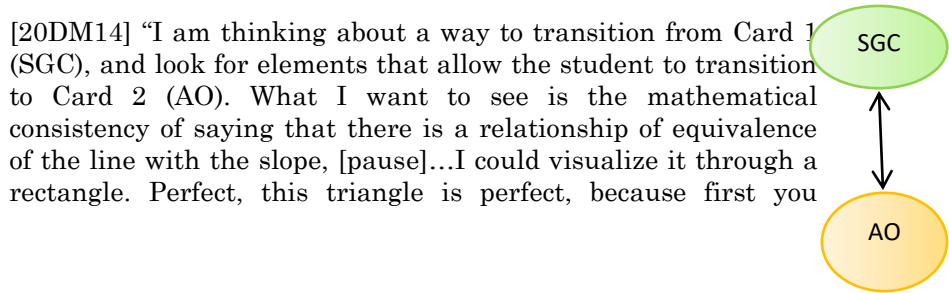 [20DM14] “I am thinking about a way to transition from Card 1
(SGC), and look for elements that allow the student to transition
to Card 2 (AO). What I want to see is the mathematical
consistency of saying that there is a relationship of equivalence
of the line with the slope, [pause]…I could visualize it through a
rectangle. Perfect, this triangle is perfect, because first you
SGC
AO